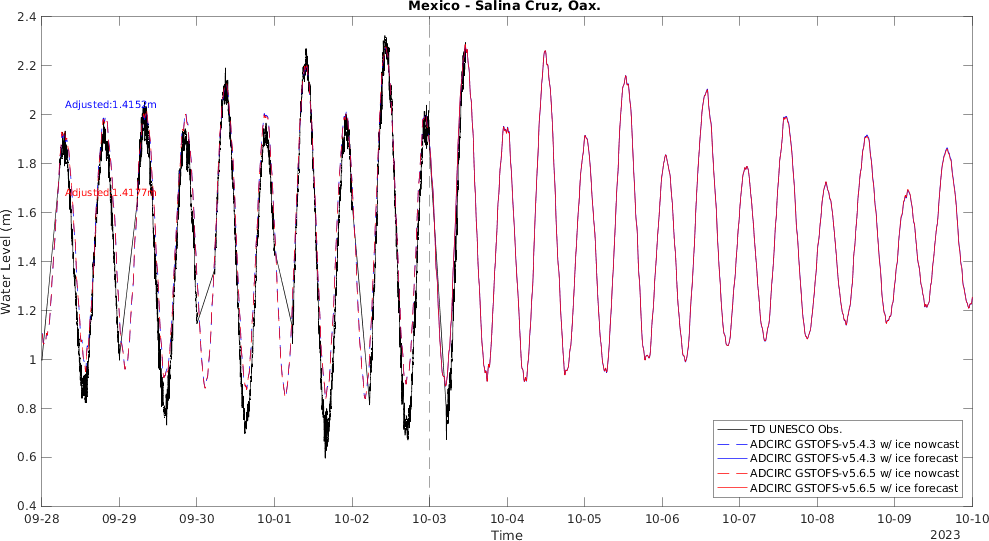 Mexico - Salina Cruz, Oax.
2.4
2.2
2
1.8
1.6
1.4
1.2
1
0.8
0.6
0.4
Water Level (m)
Adjusted:1.4152m
Adjusted:1.4177m
TD UNESCO Obs.
ADCIRC GSTOFS-v5.4.3 w/ ice nowcast
ADCIRC GSTOFS-v5.4.3 w/ ice forecast
ADCIRC GSTOFS-v5.6.5 w/ ice nowcast
ADCIRC GSTOFS-v5.6.5 w/ ice forecast
09-28 09-29 09-30 10-01 10-02 10-03 10-04 10-05 10-06 10-07 10-08 10-09 10-10
Time
2023